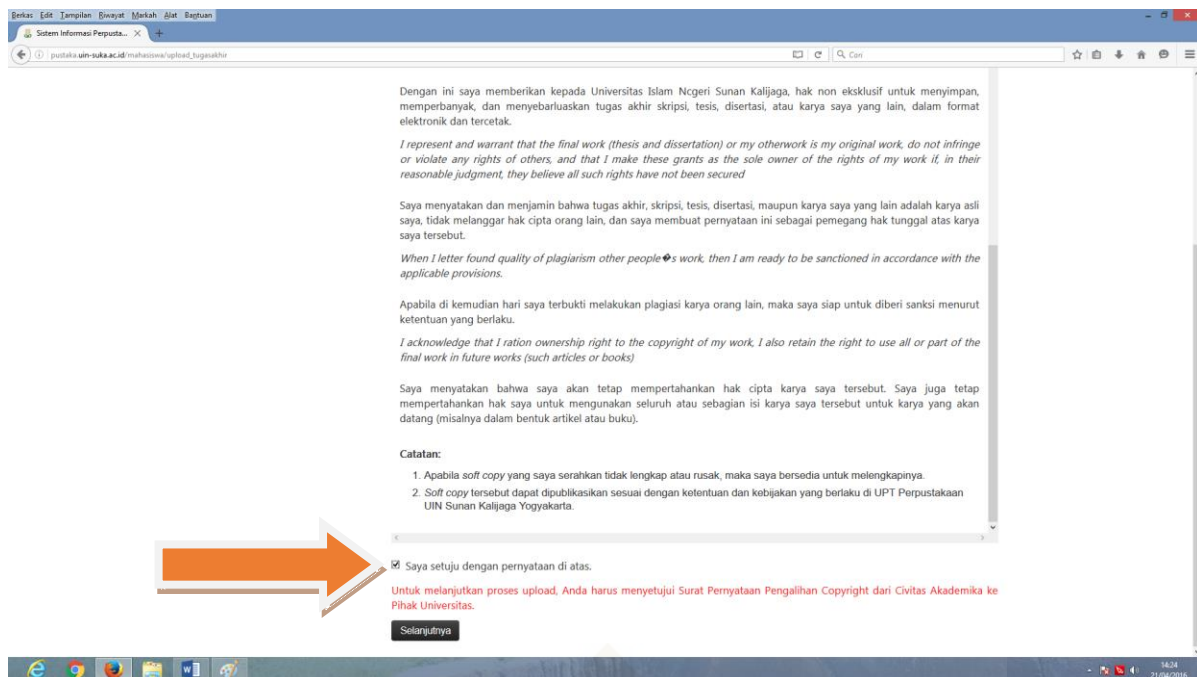 Berkas Edit Tampilan Riwayat Markah Alat Bantuan
Sistem Informasi Perpusta...
pustaka.uin-suka.ac.id/mahasiswa/upload_tugasakhir
Cari
Dengan ini saya memberikan kepada Universitas Islam Ncgeri Sunan Kalijaga, hak non eksklusif untuk menyimpan,
memperbanyak, dan menyebarluaskan tugas akhir skripsi, tesis, disertasi, atau karya saya yang lain, dalam format
elektronik dan tercetak.
I represent and warrant that the final work (thesis and dissertation) or my otherwork is my original work, do not infringe
or violate any rights of others, and that I make these grants as the sole owner of the rights of my work if, in their
reasonable judgment, they believe all such rights have not been secured
Saya menyatakan dan menjamin bahwa tugas akhir, skripsi, tesis, disertasi, maupun karya saya yang lain adalah karya asli
saya, tidak melanggar hak cipta orang lain, dan saya membuat pernyataan ini sebagai pemegang hak tunggal atas karya
saya tersebut.
When I letter found quality of plagiarism other people�s work, then I am ready to be sanctioned in accordance with the
applicable provisions.
Apabila di kemudian hari saya terbukti melakukan plagiasi karya orang lain, maka saya siap untuk diberi sanksi menurut
ketentuan yang berlaku.
I acknowledge that I ration ownership right to the copyright of my work, I also retain the right to use all or part of the
final work in future works (such articles or books)
Saya menyatakan bahwa saya akan tetap mempertahankan hak cipta karya saya tersebut. Saya juga tetap
mempertahankan hak saya untuk mengunakan seluruh atau sebagian isi karya saya tersebut untuk karya yang akan
datang (misalnya dalam bentuk artikel atau buku).
Catatan:
1. Apabila soft copy yang saya serahkan tidak lengkap atau rusak, maka saya bersedia untuk melengkapinya.
2. Soft copy tersebut dapat dipublikasikan sesuai dengan ketentuan dan kebijakan yang berlaku di UPT Perpustakaan
UIN Sunan Kalijaga Yogyakarta.
Saya setuju dengan pernyataan di atas.
Untuk melanjutkan proses upload, Anda harus menyetujui Surat Pernyataan Pengalihan Copyright dari Civitas Akademika ke
Pihak Universitas.
Selanjutnya
14:24
21/04/2016